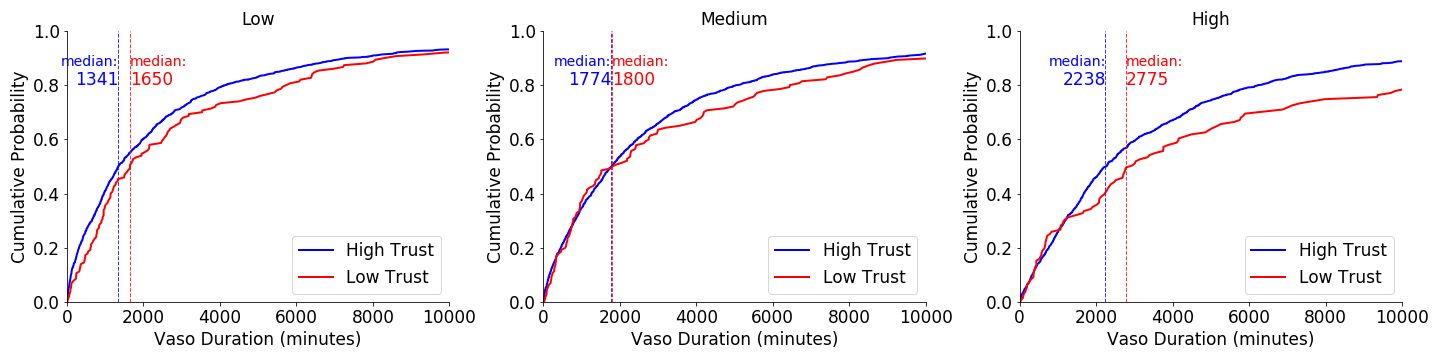 Low
Cumulative Probability
1.0
0.8
0.6
0.4
0.2
0.0
median:
1341
median:
1650
High Trust
Low Trust
0
2000
4000
6000
8000
10000
Vaso Duration (minutes)
Medium
Cumulative Probability
1.0
0.8
0.6
0.4
0.2
0.0
median:
1774
median:
1800
High Trust
Low Trust
0
2000
4000
6000
8000
10000
Vaso Duration (minutes)
High
Cumulative Probability
1.0
0.8
0.6
0.4
0.2
0.0
median:
2238
median:
2775
High Trust
Low Trust
0
2000
4000
6000
8000
10000
Vaso Duration (minutes)